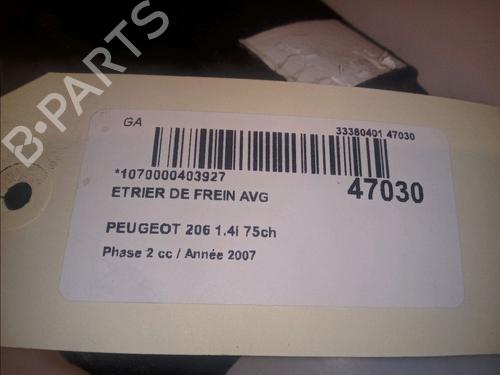 B-PARTS
GA
33380401 47030
*1070000403927
47030
ETRIER DE FREIN AVG
PEUGEOT 206 1.4i 75ch
Phase 2 cc / Année 2007